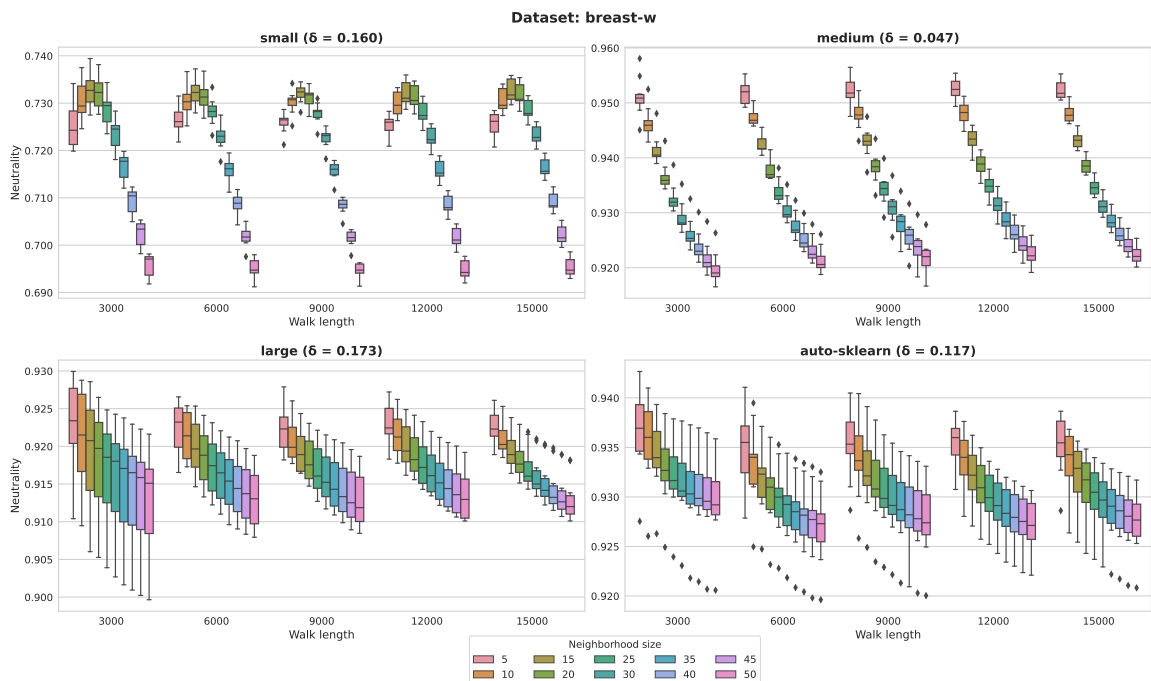 Dataset: breast-w
small (δ = 0.160)
medium (δ = 0.047)
0.740
0.730
0.720
0.710
0.700
0.690
Neutrality
3000 6000 9000 12000 15000
Walk length
0.960
0.950
0.940
0.930
0.920
3000 6000 9000 12000 15000
Walk length
large (δ = 0.173)
auto-sklearn (δ = 0.117)
0.930
0.925
0.920
0.915
0.910
0.905
0.900
Neutrality
3000 6000 9000 12000 15000
Walk length
0.940
0.935
0.930
0.925
0.920
3000 6000 9000 12000 15000
Walk length
Neighborhood size
5 15 25 35 45
10 20 30 40 50